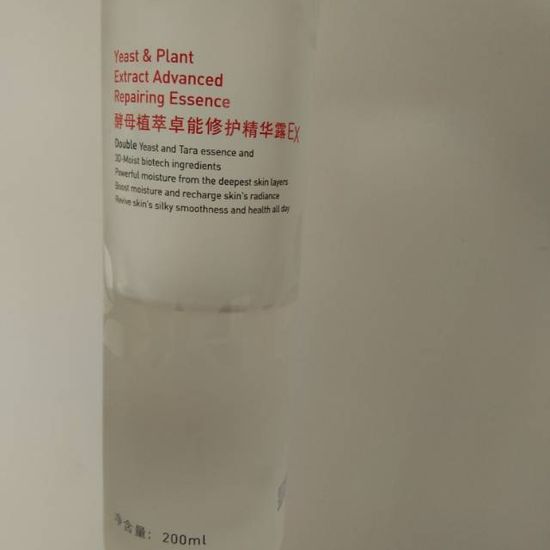 Yeast & Plant
Extract Advanced
Repairing Essence
酵母植萃卓能修护精华露EX
Double Yeast and Tara essence and
3D-Moist biotech ingredients
Powerful moisture from the deepest skin layers
Boost moisture and recharge skin's radiance
Revive skin's silky smoothness and health all day
净含量: 200ml